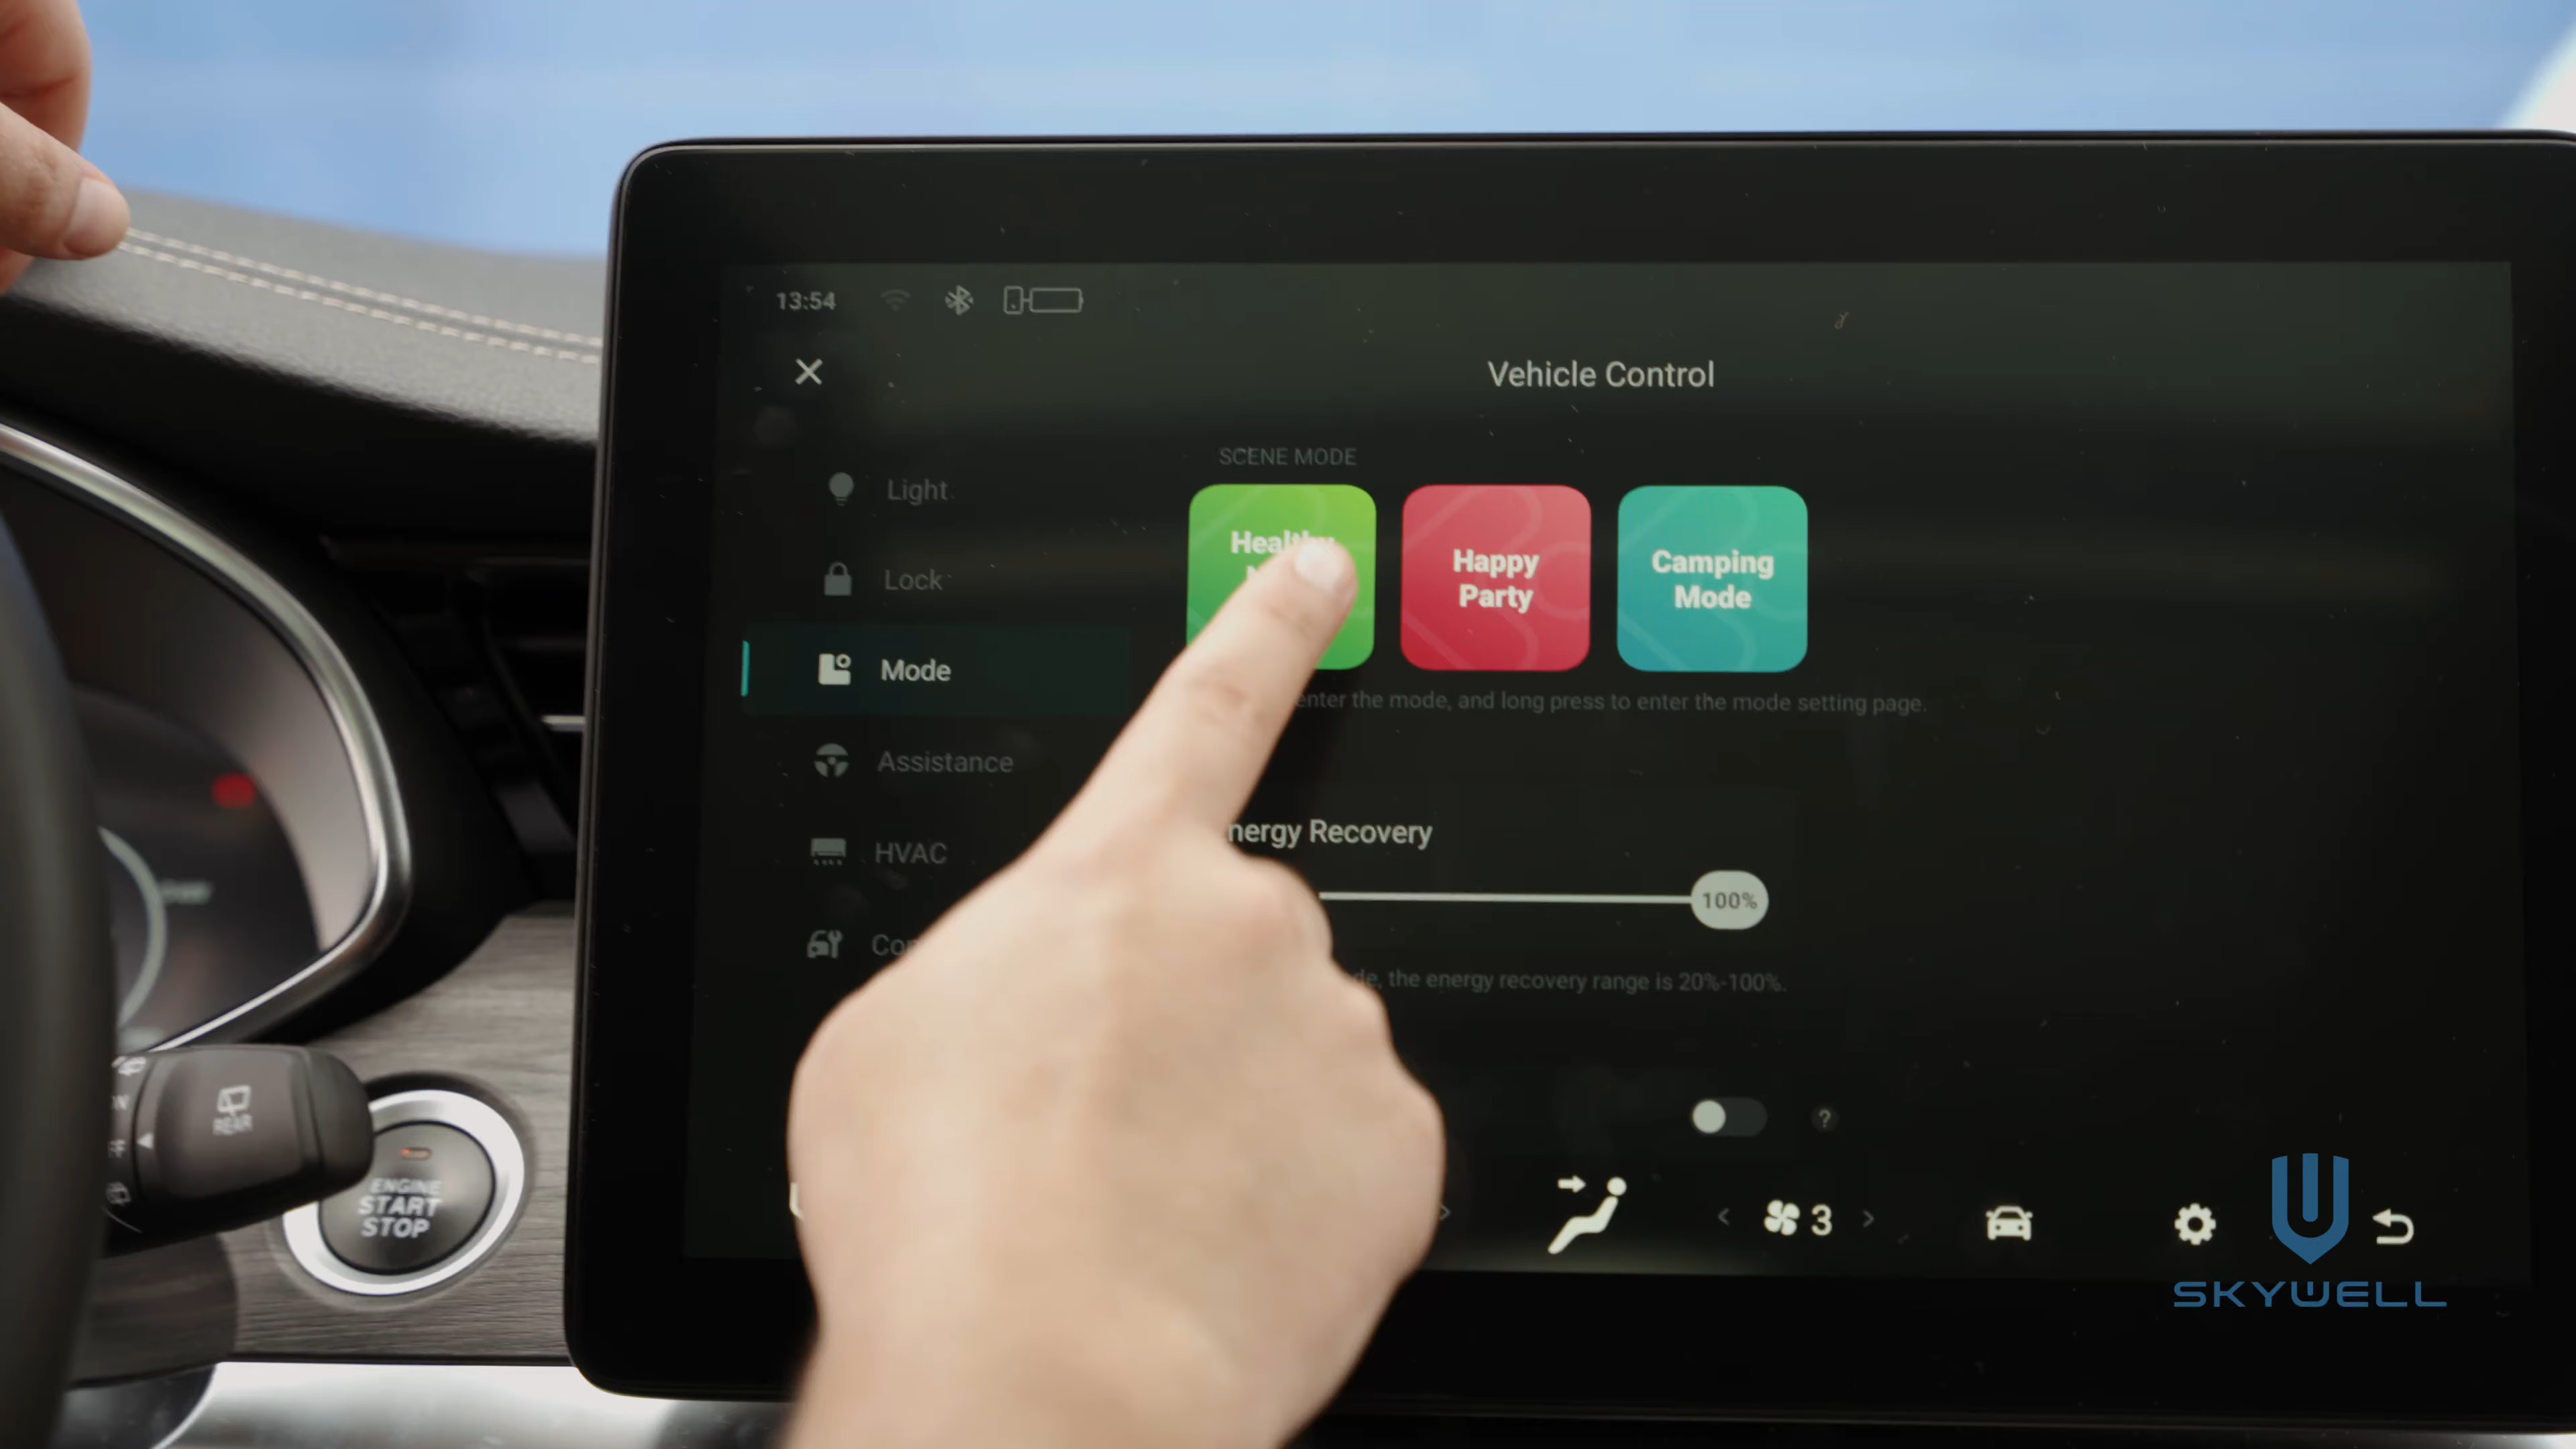 13:54
Vehicle Control
SCENE MODE
Light
Lock
Mode
Assistance
HVAC
Healthy
Happy
Party
Camping
Mode
enter the mode, and long press to enter the mode setting page.
nergy Recovery
100%
, the energy recovery range is 20%-100%.
?
< 3 >
REAR
ENGINE
START
STOP
SKYWELL